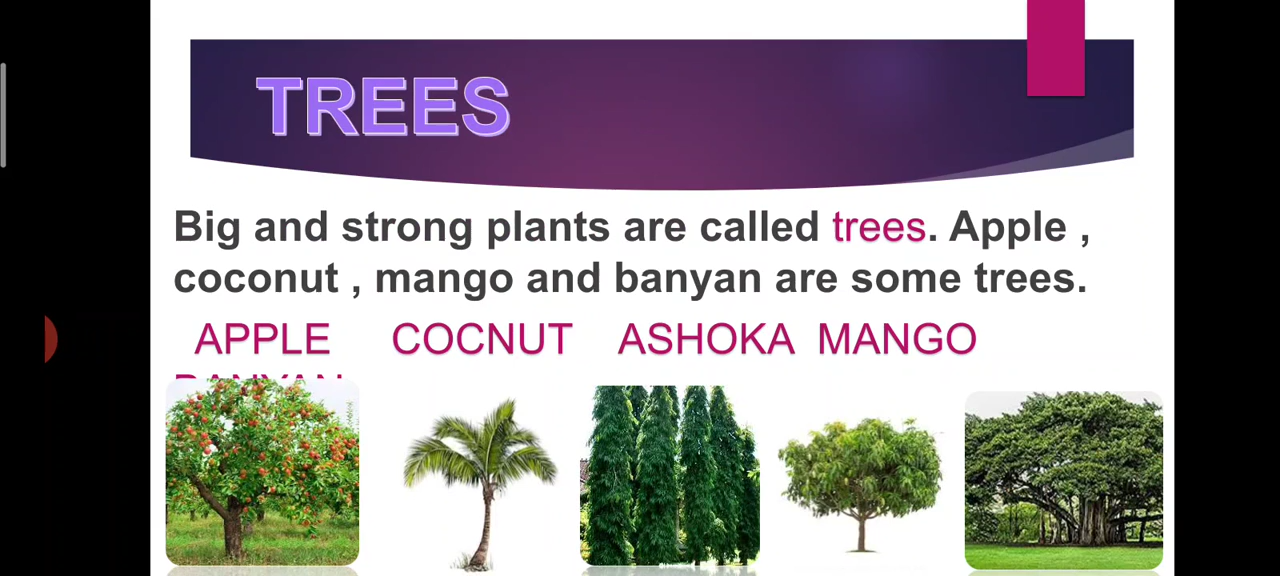 TREES
Big and strong plants are called trees. Apple ,
coconut , mango and banyan are some trees.
APPLE COCNUT ASHOKA MANGO
BANYAN